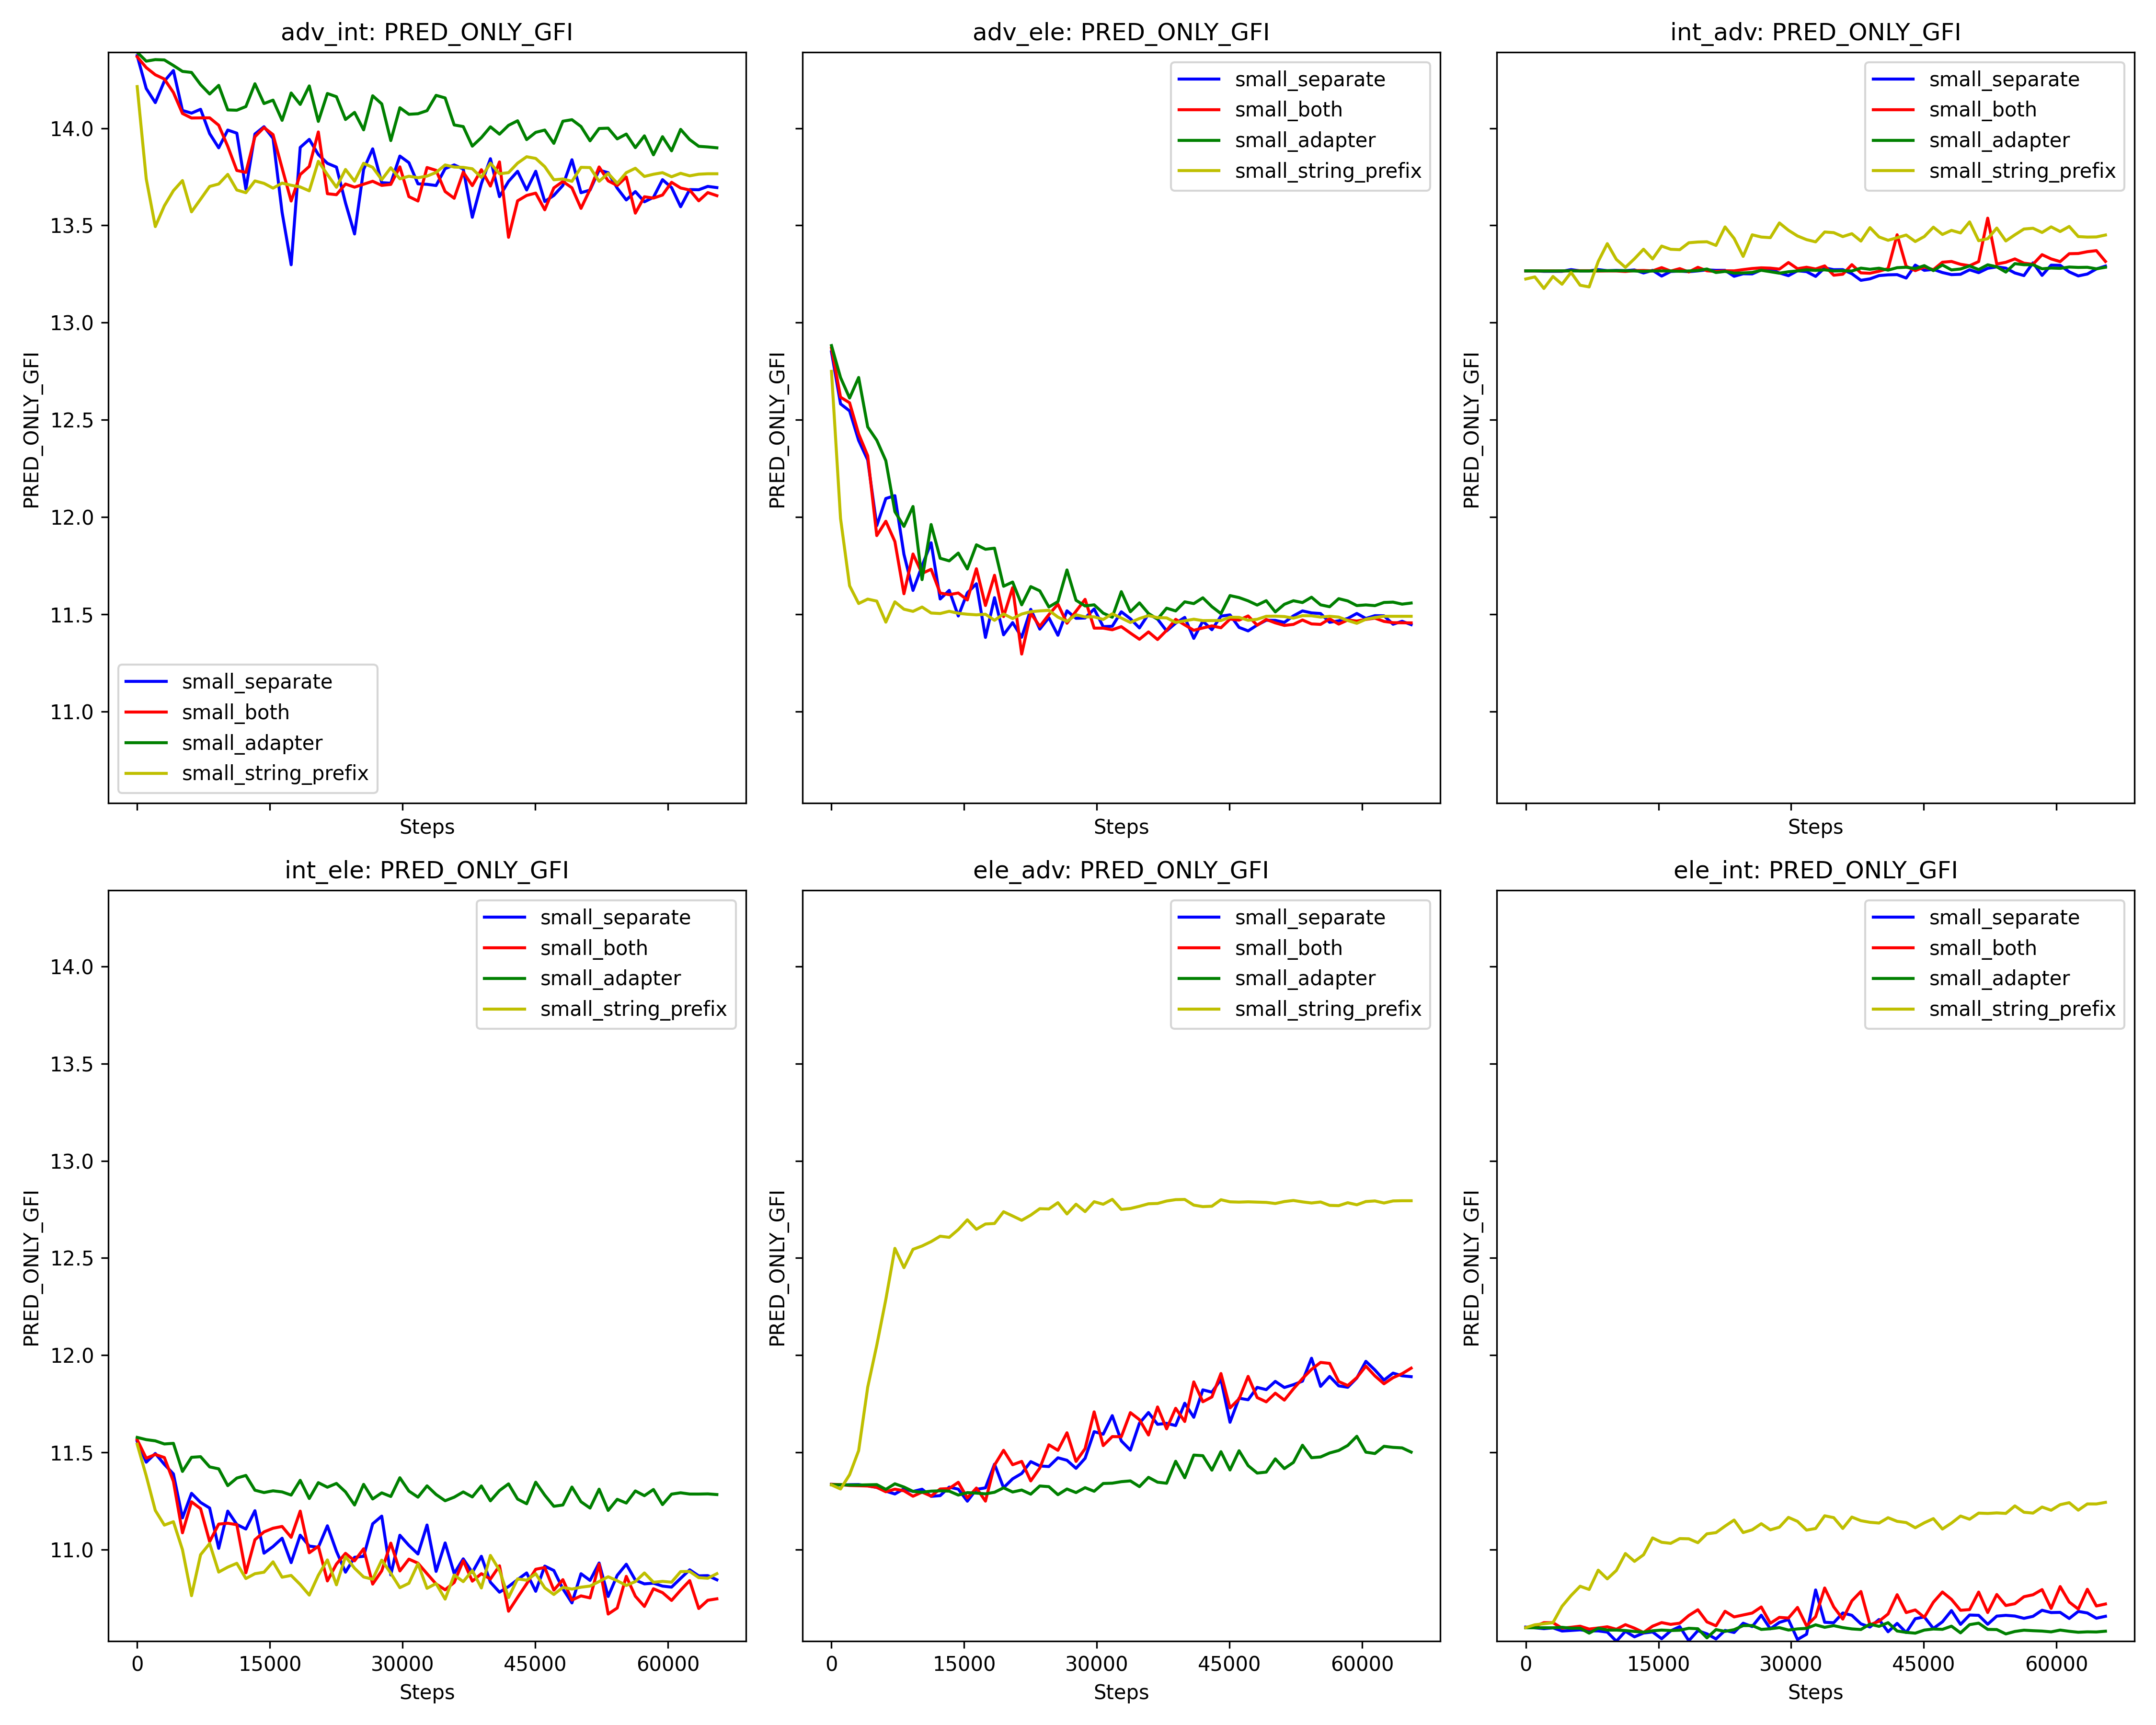 adv_int: PRED_ONLY_GFI
adv_ele: PRED_ONLY_GFI
int_adv: PRED_ONLY_GFI
PRED_ONLY_GFI
14.0
13.5
13.0
12.5
12.0
11.5
11.0
small_separate
small_both
small_adapter
small_string_prefix
Steps
PRED_ONLY_GFI
small_separate
small_both
small_adapter
small_string_prefix
Steps
PRED_ONLY_GFI
small_separate
small_both
small_adapter
small_string_prefix
Steps
int_ele: PRED_ONLY_GFI
ele_adv: PRED_ONLY_GFI
ele_int: PRED_ONLY_GFI
PRED_ONLY_GFI
14.0
13.5
13.0
12.5
12.0
11.5
11.0
small_separate
small_both
small_adapter
small_string_prefix
0 15000 30000 45000 60000
Steps
PRED_ONLY_GFI
small_separate
small_both
small_adapter
small_string_prefix
0 15000 30000 45000 60000
Steps
PRED_ONLY_GFI
small_separate
small_both
small_adapter
small_string_prefix
0 15000 30000 45000 60000
Steps